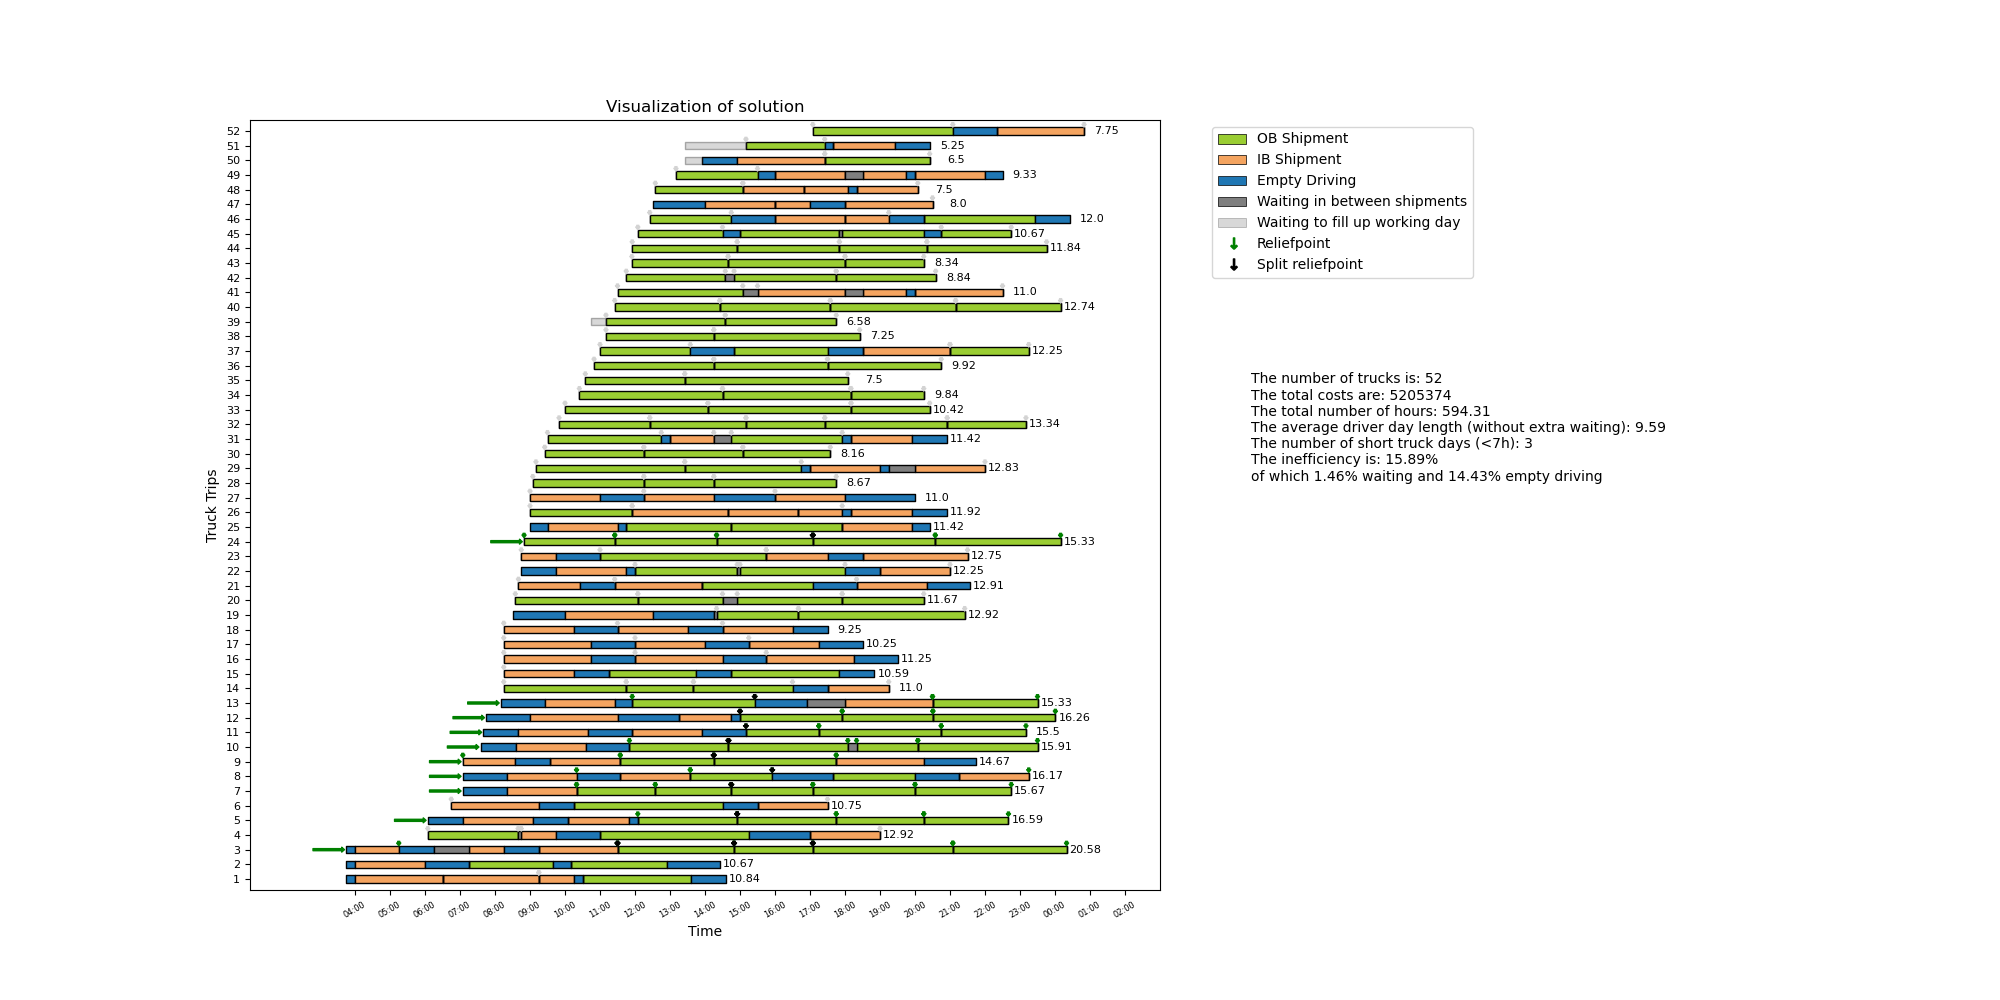 Visualization of solution
Truck Trips
52 7.75
51 5.25
50 6.5
49 9.33
48 7.5
47 8.0
46 12.0
45 10.67
44 11.84
43 8.34
42 8.84
41 11.0
40 12.74
39 6.58
38 7.25
37 12.25
36 9.92
35 7.5
34 9.84
33 10.42
32 13.34
31 11.42
30 8.16
29 12.83
28 8.67
27 11.0
26 11.92
25 11.42
24 15.33
23 12.75
22 12.25
21 12.91
20 11.67
19 12.92
18 9.25
17 10.25
16 11.25
15 10.59
14 11.0
13 15.33
12 16.26
11 15.5
10 15.91
9 14.67
8 16.17
7 15.67
6 10.75
5 16.59
4 12.92
3 20.58
2 10.67
1 10.84
04:00 05:00 06:00 07:00 08:00 09:00 10:00 11:00 12:00 13:00 14:00 15:00 16:00 17:00 18:00 19:00 20:00 21:00 22:00 23:00 00:00 01:00 02:00
Time
OB Shipment
IB Shipment
Empty Driving
Waiting in between shipments
Waiting to fill up working day
Reliefpoint
Split reliefpoint
The number of trucks is: 52
The total costs are: 5205374
The total number of hours: 594.31
The average driver day length (without extra waiting): 9.59
The number of short truck days (<7h): 3
The inefficiency is: 15.89%
of which 1.46% waiting and 14.43% empty driving